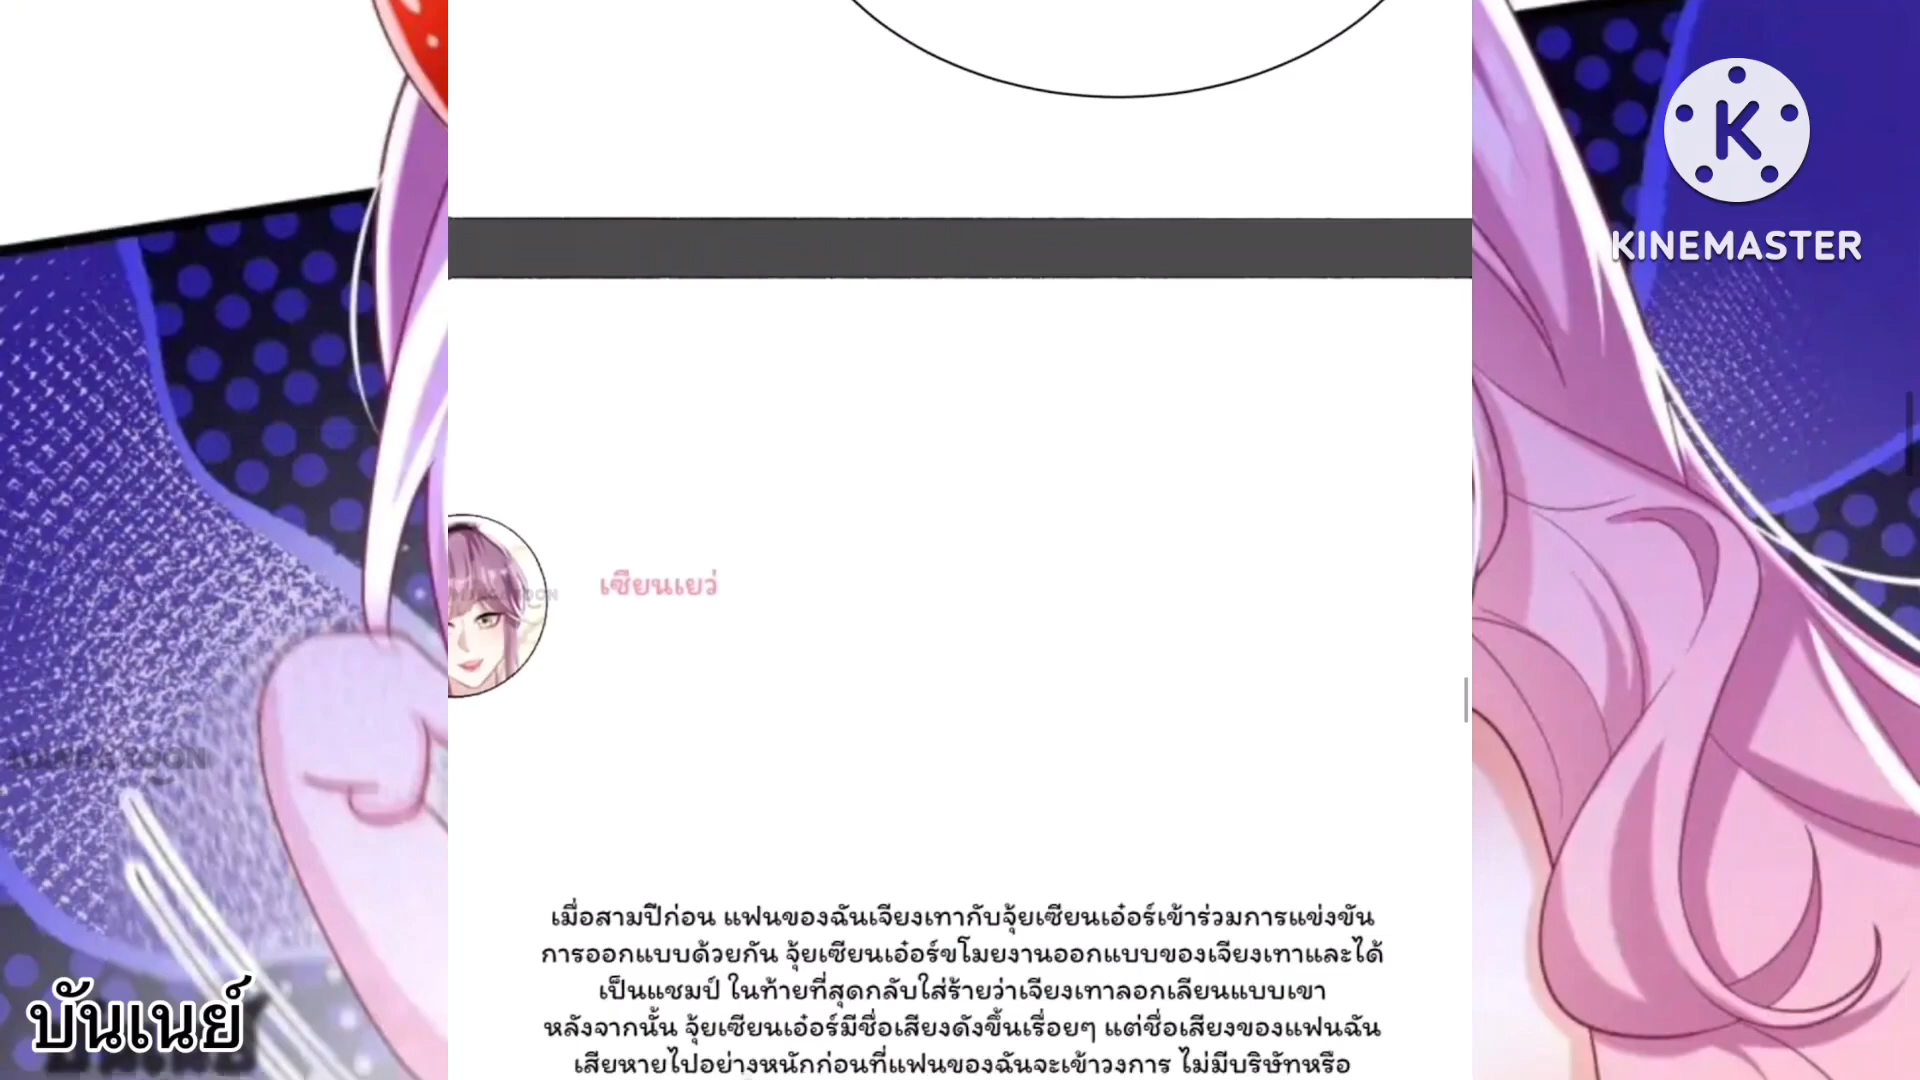 KINEMASTER
เซียนเยว่
MANGATOON
เมื่อสามปีก่อน แฟนของฉันเจียงเทากับจุ้ยเซียนเอ๋อร์เข้าร่วมการแข่งขัน
การออกแบบด้วยกัน จุ้ยเซียนเอ๋อร์ขโมยงานออกแบบของเจียงเทาและได้
เป็นแชมป์ ในท้ายที่สุดกลับใส่ร้ายว่าเจียงเทาลอกเลียนแบบเขา
หลังจากนั้น จุ้ยเซียนเอ๋อร์มีชื่อเสียงดังขึ้นเรื่อยๆ แต่ชื่อเสียงของแฟนฉัน
เสียหายไปอย่างหนักก่อนที่แฟนของฉันจะเข้าวงการ ไม่มีบริษัทหรือ
บันเนย์